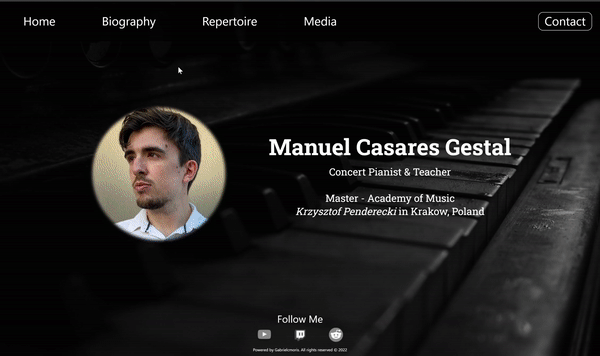 Home Biography Repertoire Media Contact
Manuel Casares Gestal
Concert Pianist & Teacher
Master - Academy of Music
Krzysztof Penderecki in Krakow, Poland
Follow Me
Powered by Gabrielcmoris. All rights reserved © 2022